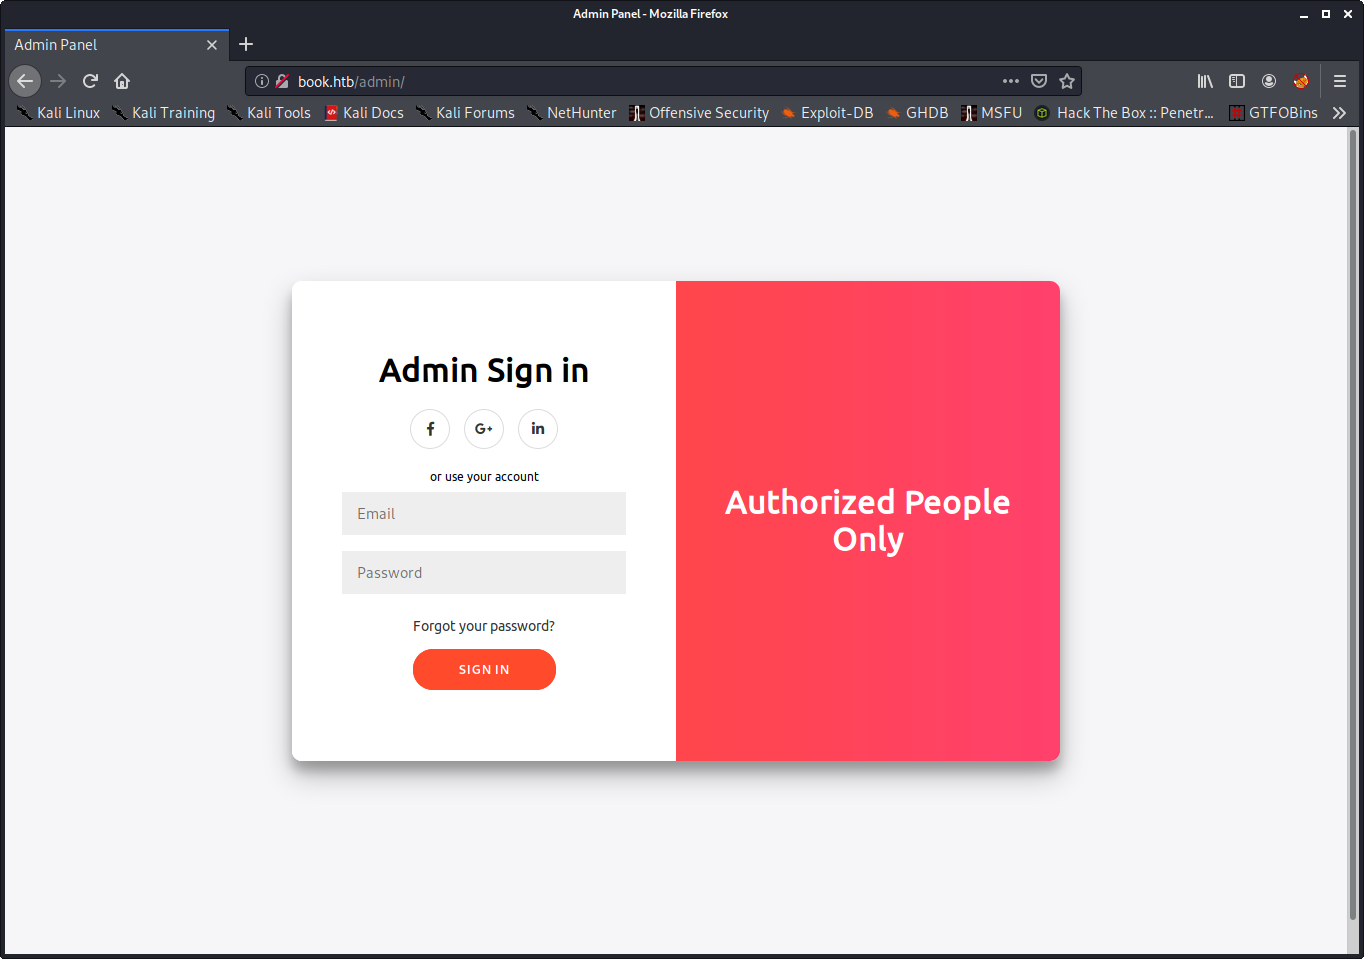 Admin Panel - Mozilla Firefox
Admin Panel
book.htb/admin/
Kali Linux Kali Training Kali Tools Kali Docs Kali Forums NetHunter Offensive Security Exploit-DB GHDB MSFU Hack The Box :: Penetr... GTFOBins
Admin Sign in
G+
in
or use your account
Email
Password
Forgot your password?
SIGN IN
Authorized People
Only